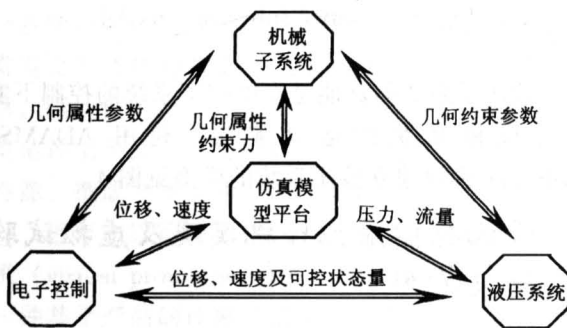 机械
子系统
几何属性参数
几何属性
约束力
几何约束参数
仿真模
型平台
位移、速度
压力、流量
电子控制
位移、速度及可控状态量
液压系统
ADAMS